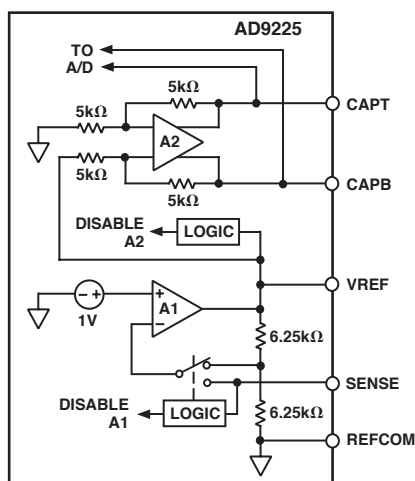 AD9225
TO
A/D
5kΩ
5kΩ
CAPT
A2
5kΩ
5kΩ
CAPB
DISABLE
A2
LOGIC
VREF
– +
1V
+
A1
–
6.25kΩ
SENSE
DISABLE
A1
LOGIC
6.25kΩ
REFCOM